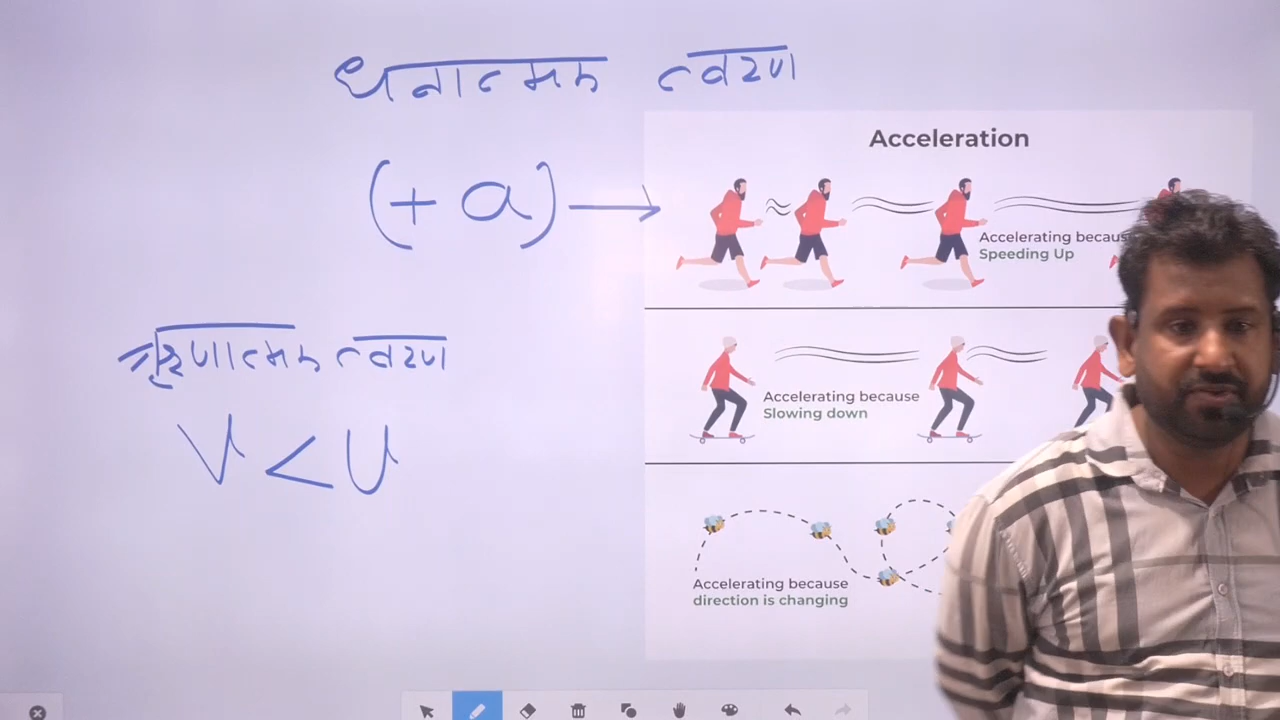 धनात्मक त्वरण
(+a) →
ऋणात्मक त्वरण
V < U
Acceleration
Accelerating because
Speeding Up
Accelerating because
Slowing down
Accelerating because
direction is changing